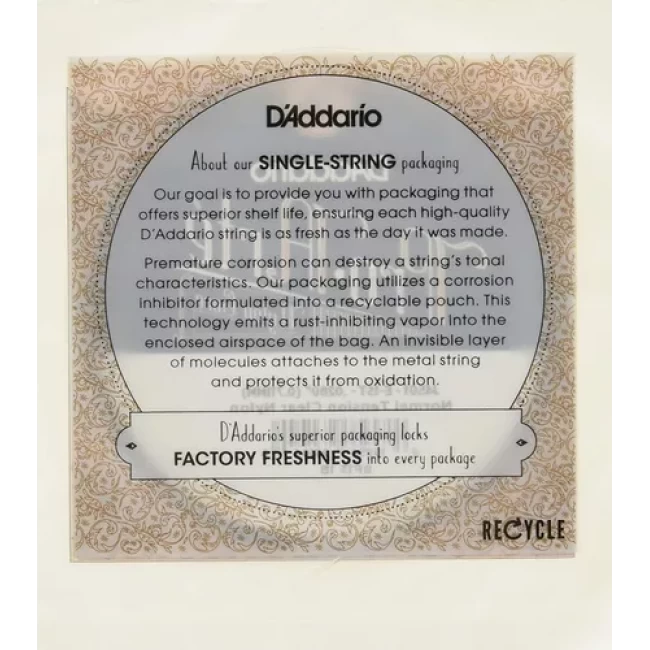 D'Addario
About our SINGLE-STRING packaging
Our goal is to provide you with packaging that
offers superior shelf life, ensuring each high-quality
D'Addario string is as fresh as the day it was made.
Premature corrosion can destroy a string's tonal
characteristics. Our packaging utilizes a corrosion
inhibitor formulated into a recyclable pouch. This
technology emits a rust-inhibiting vapor into the
enclosed airspace of the bag. An invisible layer
of molecules attaches to the metal string
and protects it from oxidation.
Normal Tension Clear Nylon
D'Addario's superior packaging locks
FACTORY FRESHNESS into every package
RECYCLE